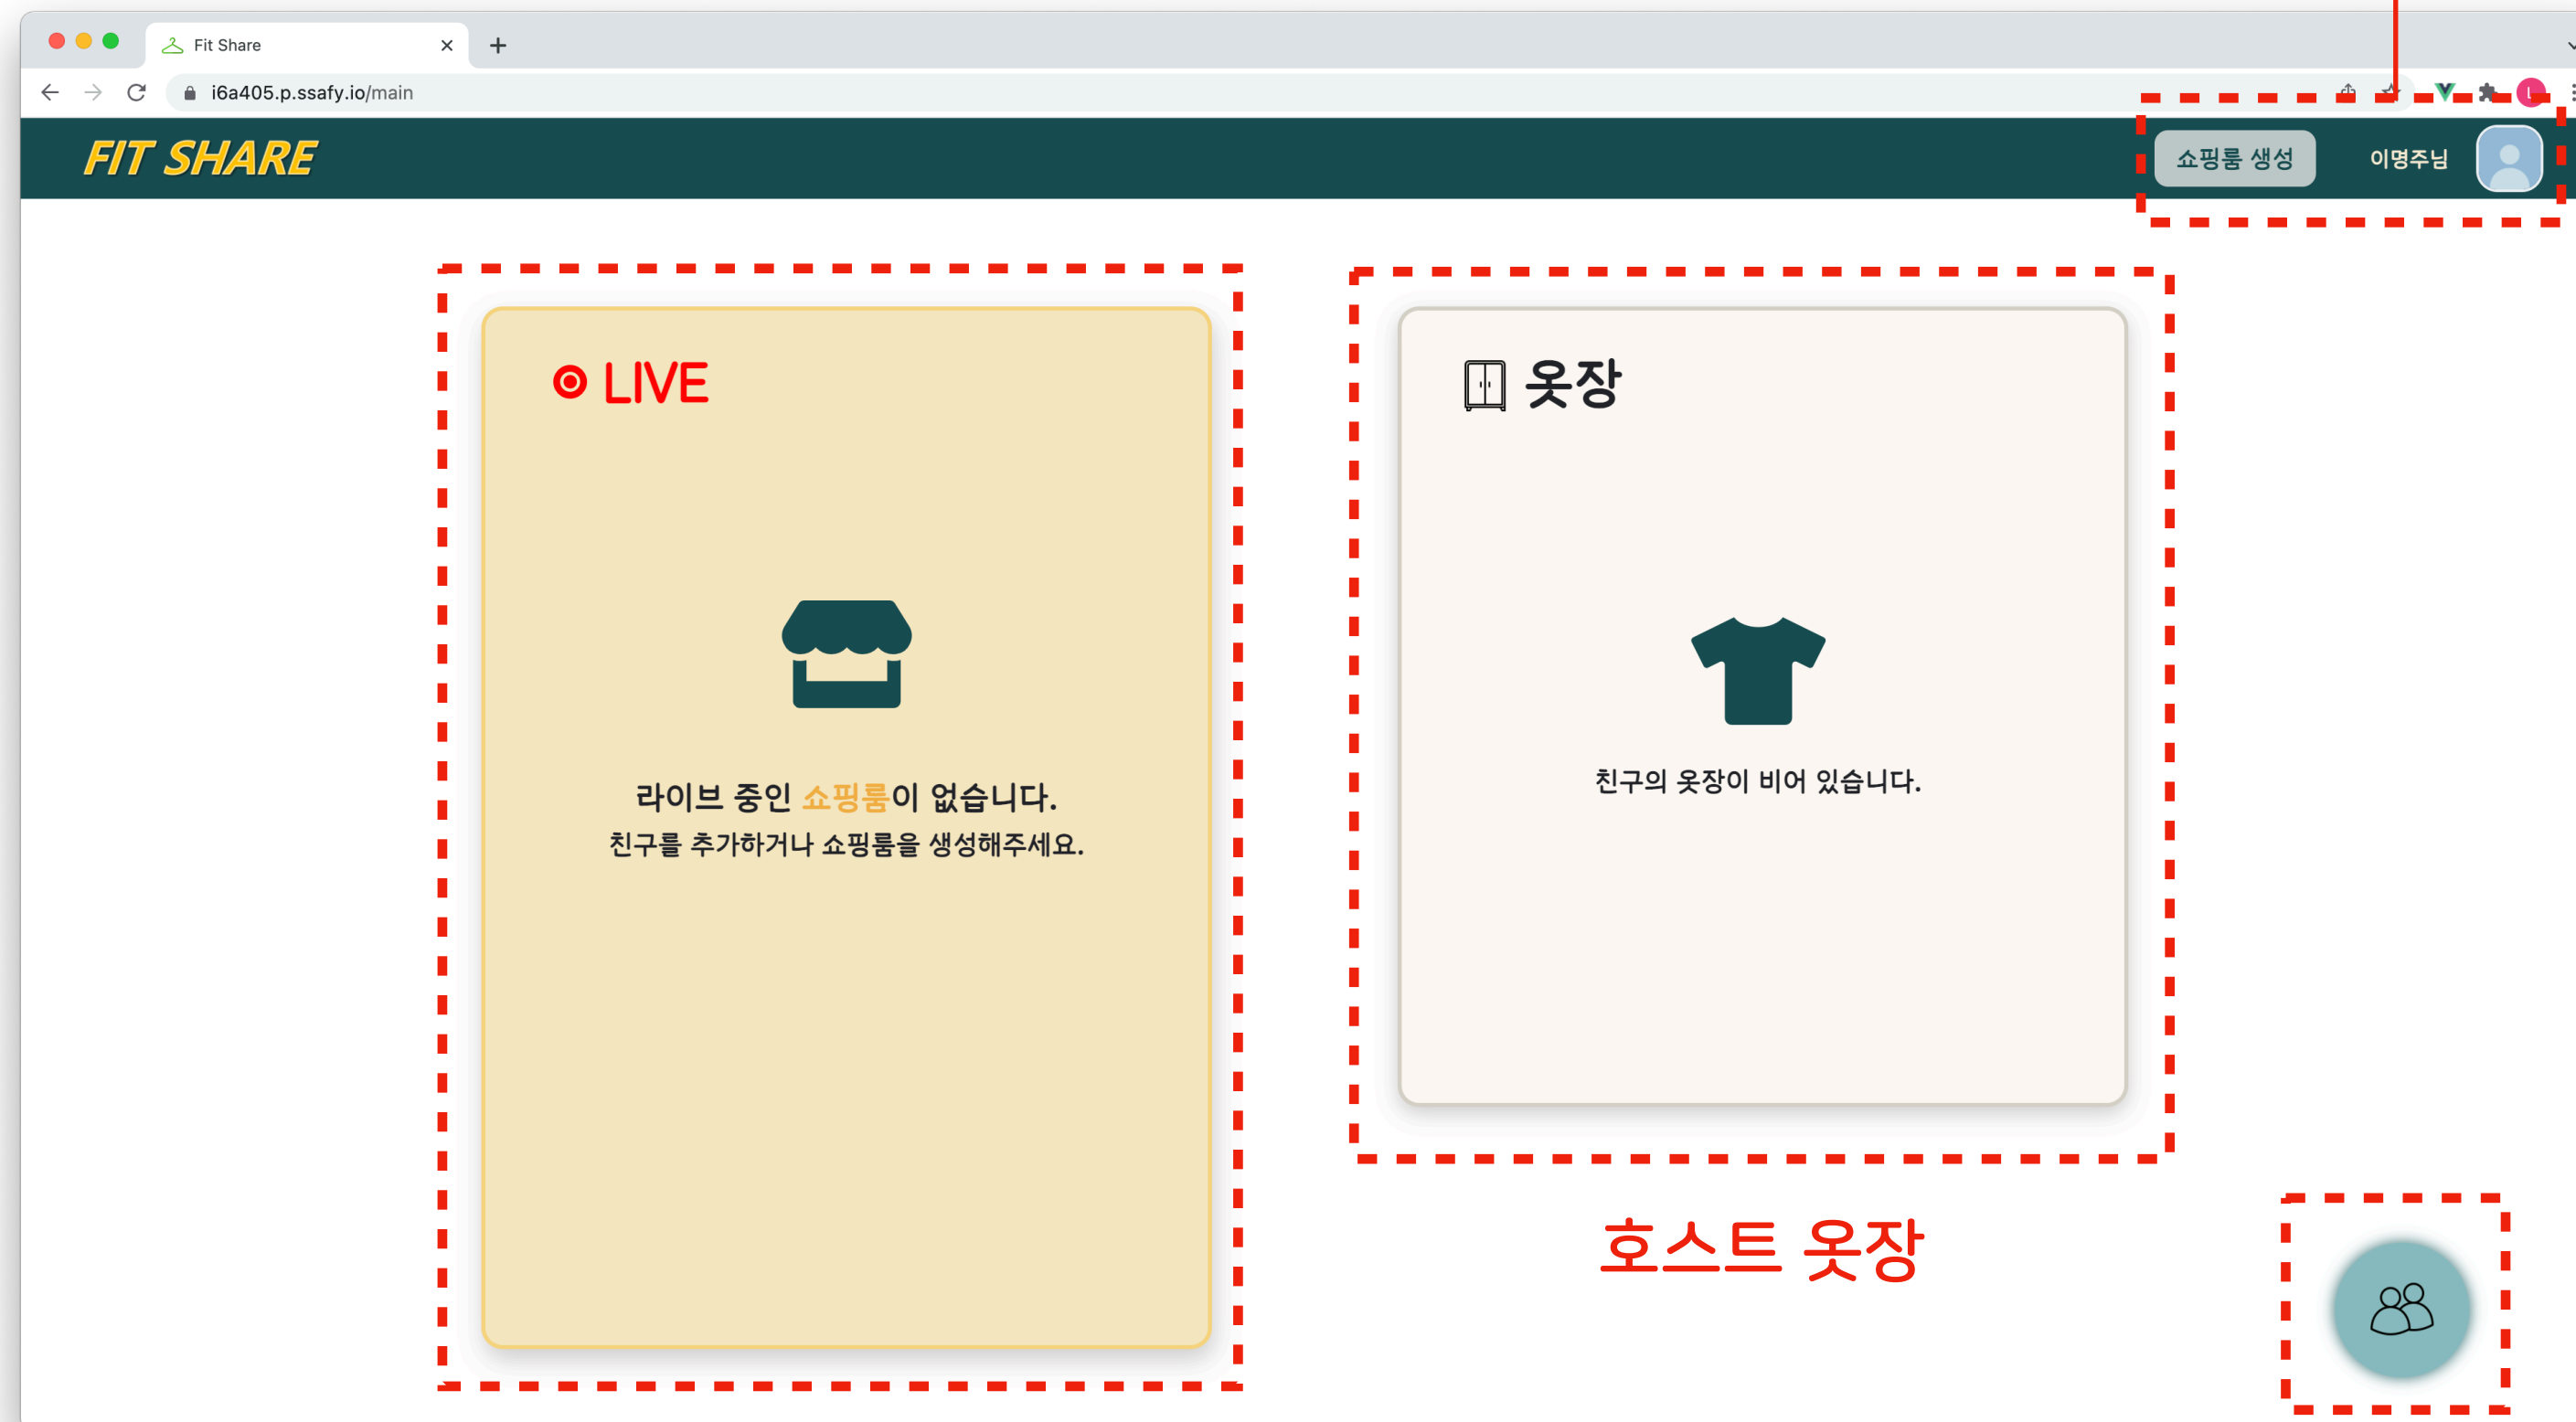 Fit Share
i6a405.p.ssafy.io/main
L
FIT SHARE
쇼핑룸 생성
이명주님
LIVE
라이브 중인 쇼핑룸이 없습니다.
친구를 추가하거나 쇼핑룸을 생성해주세요.
옷장
친구의 옷장이 비어 있습니다.
호스트 옷장